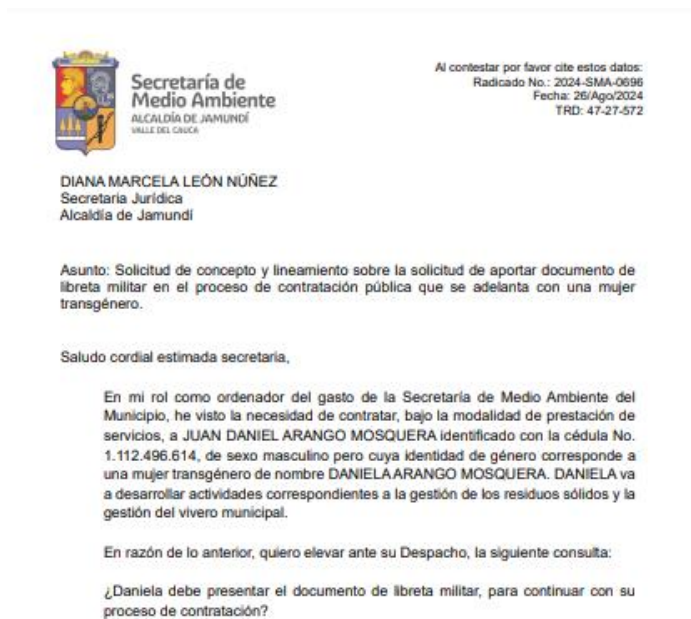 Secretaría de
Medio Ambiente
ALCALDÍA DE JAMUNDÍ
VALLE DEL CAUCA
Al contestar por favor cite estos datos:
Radicado No.: 2024-SMA-0696
Fecha: 26/Ago/2024
TRD: 47-27-572
DIANA MARCELA LEÓN NÚÑEZ
Secretaria Jurídica
Alcaldía de Jamundí
Asunto: Solicitud de concepto y lineamiento sobre la solicitud de aportar documento de
libreta militar en el proceso de contratación pública que se adelanta con una mujer
transgénero.
Saludo cordial estimada secretaria,
En mi rol como ordenador del gasto de la Secretaría de Medio Ambiente del
Municipio, he visto la necesidad de contratar, bajo la modalidad de prestación de
servicios, a JUAN DANIEL ARANGO MOSQUERA identificado con la cédula No.
1.112.496.614, de sexo masculino pero cuya identidad de género corresponde a
una mujer transgénero de nombre DANIELA ARANGO MOSQUERA. DANIELA va
a desarrollar actividades correspondientes a la gestión de los residuos sólidos y la
gestión del vivero municipal.
En razón de lo anterior, quiero elevar ante su Despacho, la siguiente consulta:
¿Daniela debe presentar el documento de libreta militar, para continuar con su
proceso de contratación?